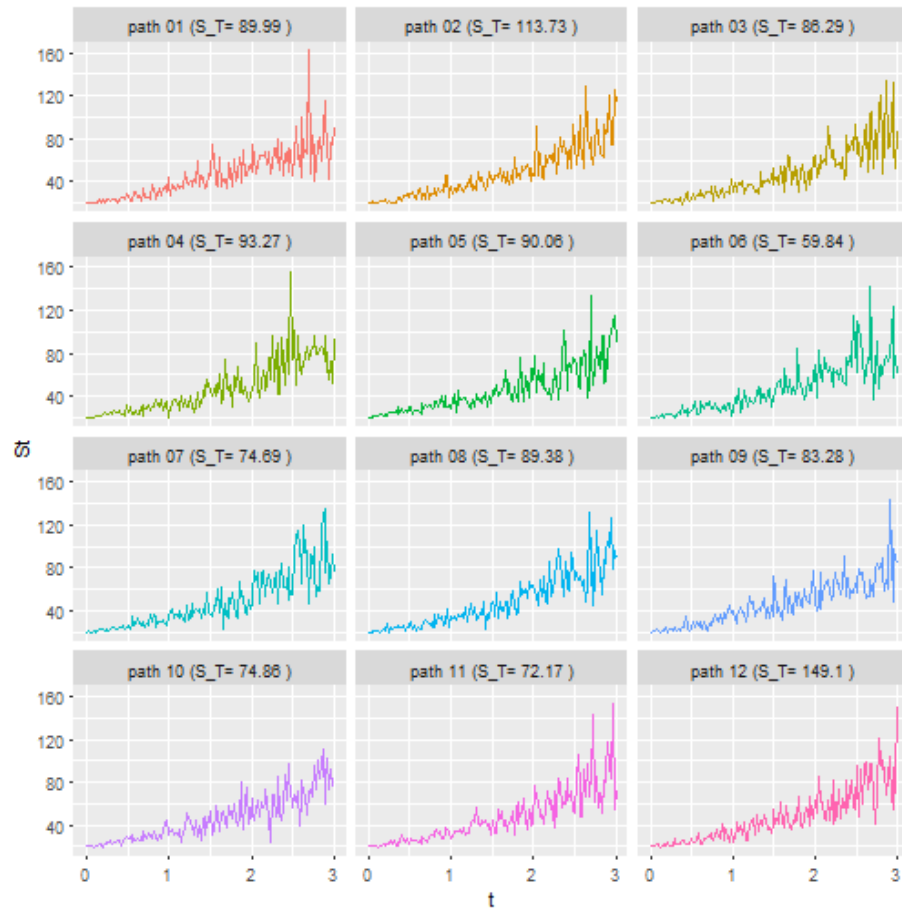 path 01 (S_T= 89.99 )
path 02 (S_T= 113.73 )
path 03 (S_T= 86.29 )
160
120
80
40
path 04 (S_T= 93.27 )
path 05 (S_T= 90.06 )
path 06 (S_T= 59.84 )
160
120
80
40
St
path 07 (S_T= 74.69 )
path 08 (S_T= 89.38 )
path 09 (S_T= 83.28 )
160
120
80
40
path 10 (S_T= 74.86 )
path 11 (S_T= 72.17 )
path 12 (S_T= 149.1 )
160
120
80
40
0 1 2 3 0 1 2 3 0 1 2 3
t